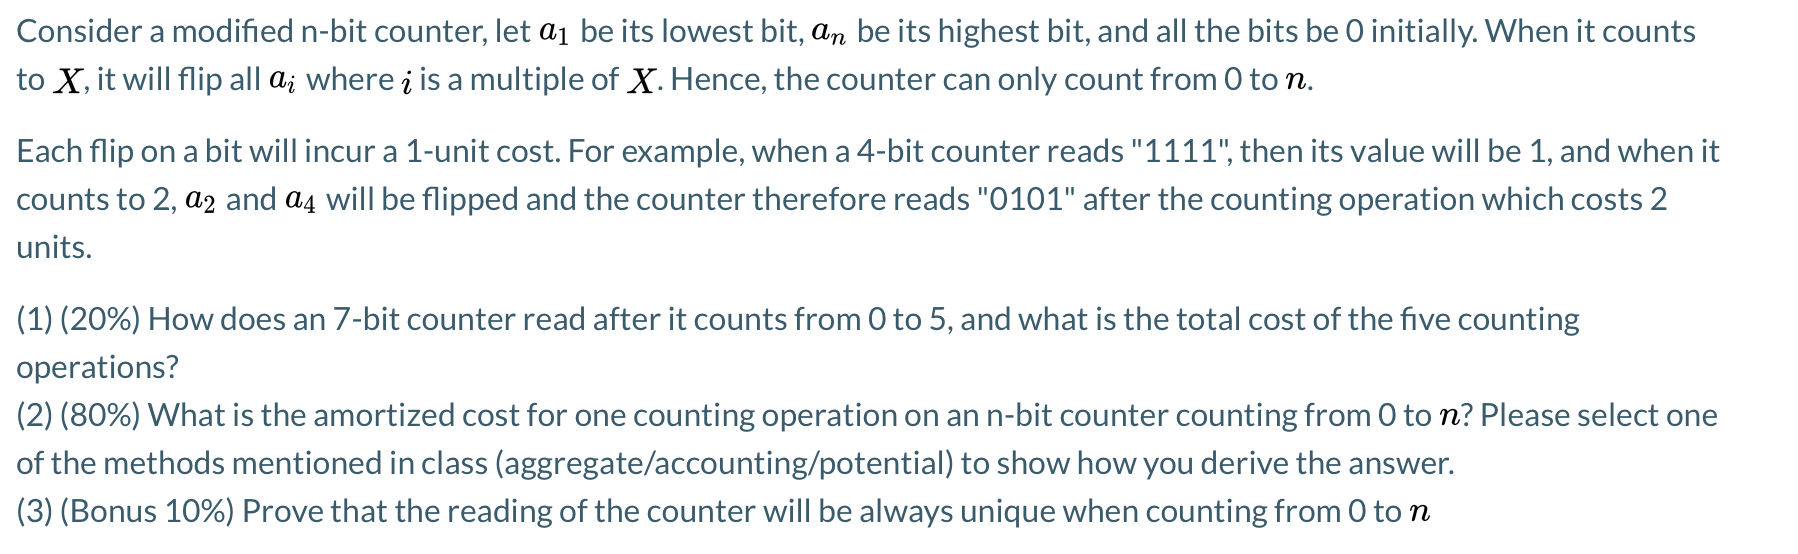 Consider a modified n-bit counter, let a₁ be its lowest bit, aₙ be its highest bit, and all the bits be 0 initially. When it counts
to X, it will flip all aᵢ where i is a multiple of X. Hence, the counter can only count from 0 to n.
Each flip on a bit will incur a 1-unit cost. For example, when a 4-bit counter reads "1111", then its value will be 1, and when it
counts to 2, a₂ and a₄ will be flipped and the counter therefore reads "0101" after the counting operation which costs 2
units.
(1) (20%) How does an 7-bit counter read after it counts from 0 to 5, and what is the total cost of the five counting
operations?
(2) (80%) What is the amortized cost for one counting operation on an n-bit counter counting from 0 to n? Please select one
of the methods mentioned in class (aggregate/accounting/potential) to show how you derive the answer.
(3) (Bonus 10%) Prove that the reading of the counter will be always unique when counting from 0 to n